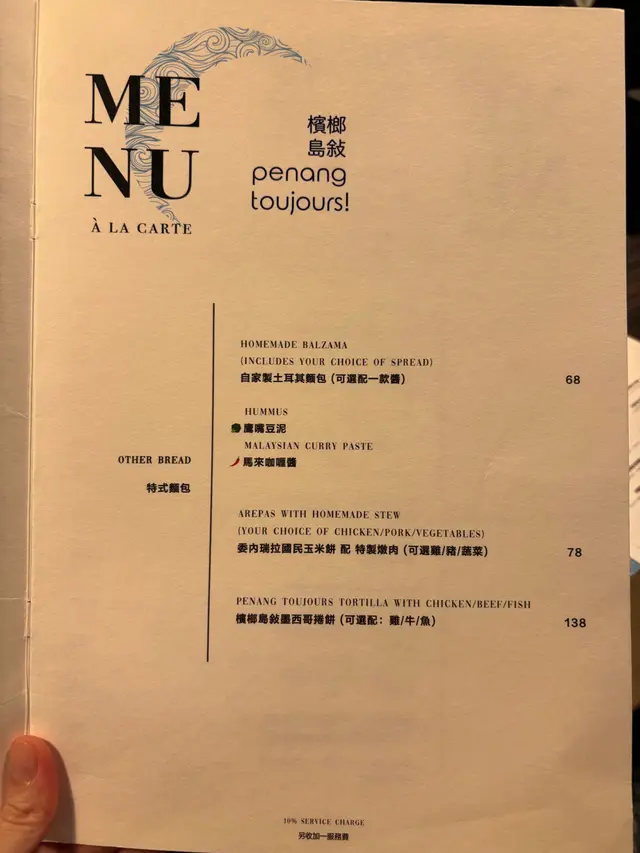 ME
NU
À LA CARTE
檳榔
島敍
penang
toujours!
HOMEMADE BALZAMA
(INCLUDES YOUR CHOICE OF SPREAD)
自家製土耳其麵包 (可選配一款醬)
68
HUMMUS
鷹嘴豆泥
MALAYSIAN CURRY PASTE
馬來咖喱醬
OTHER BREAD
特式麵包
AREPAS WITH HOMEMADE STEW
(YOUR CHOICE OF CHICKEN/PORK/VEGETABLES)
委內瑞拉國民玉米餅 配 特製燉肉 (可選雞/豬/蔬菜)
78
PENANG TOUJOURS TORTILLA WITH CHICKEN/BEEF/FISH
檳榔島敍墨西哥捲餅 (可選配: 雞/牛/魚)
138
10% SERVICE CHARGE
另收加一服務費